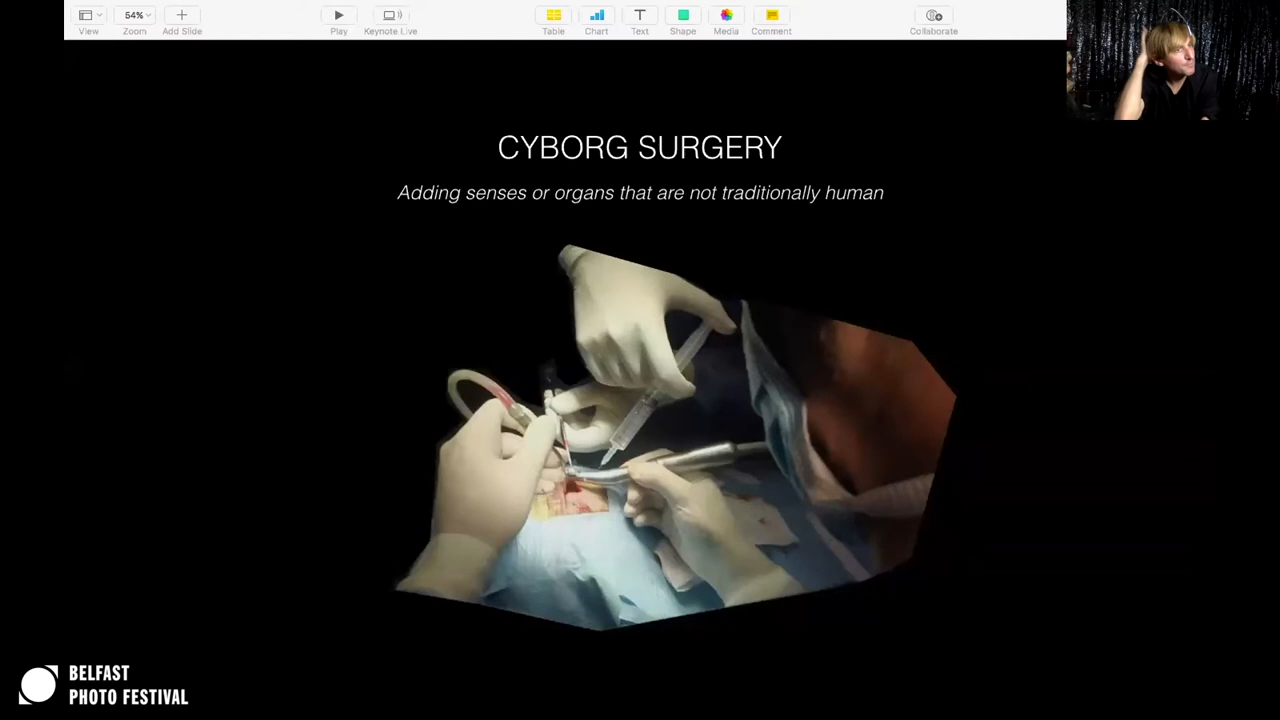 54%
View
Zoom
Add Slide
Play
Keynote Live
Table
Chart
Text
Shape
Media
Comment
Collaborate
CYBORG SURGERY
Adding senses or organs that are not traditionally human
BELFAST
PHOTO FESTIVAL